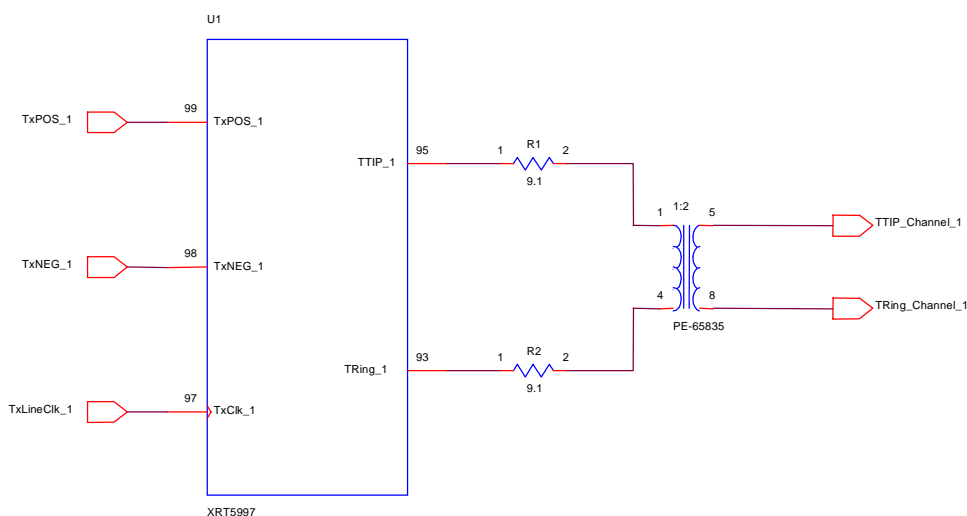 U1
99
TxPOS_1
TxPOS_1
95
1
R1
2
TTIP_1
9.1
1
1:2
5
TTIP_Channel_1
98
TxNEG_1
TxNEG_1
4
8
TRing_Channel_1
PE-65835
93
1
R2
2
TRing_1
9.1
97
TxLineClk_1
TxClk_1
XRT5997